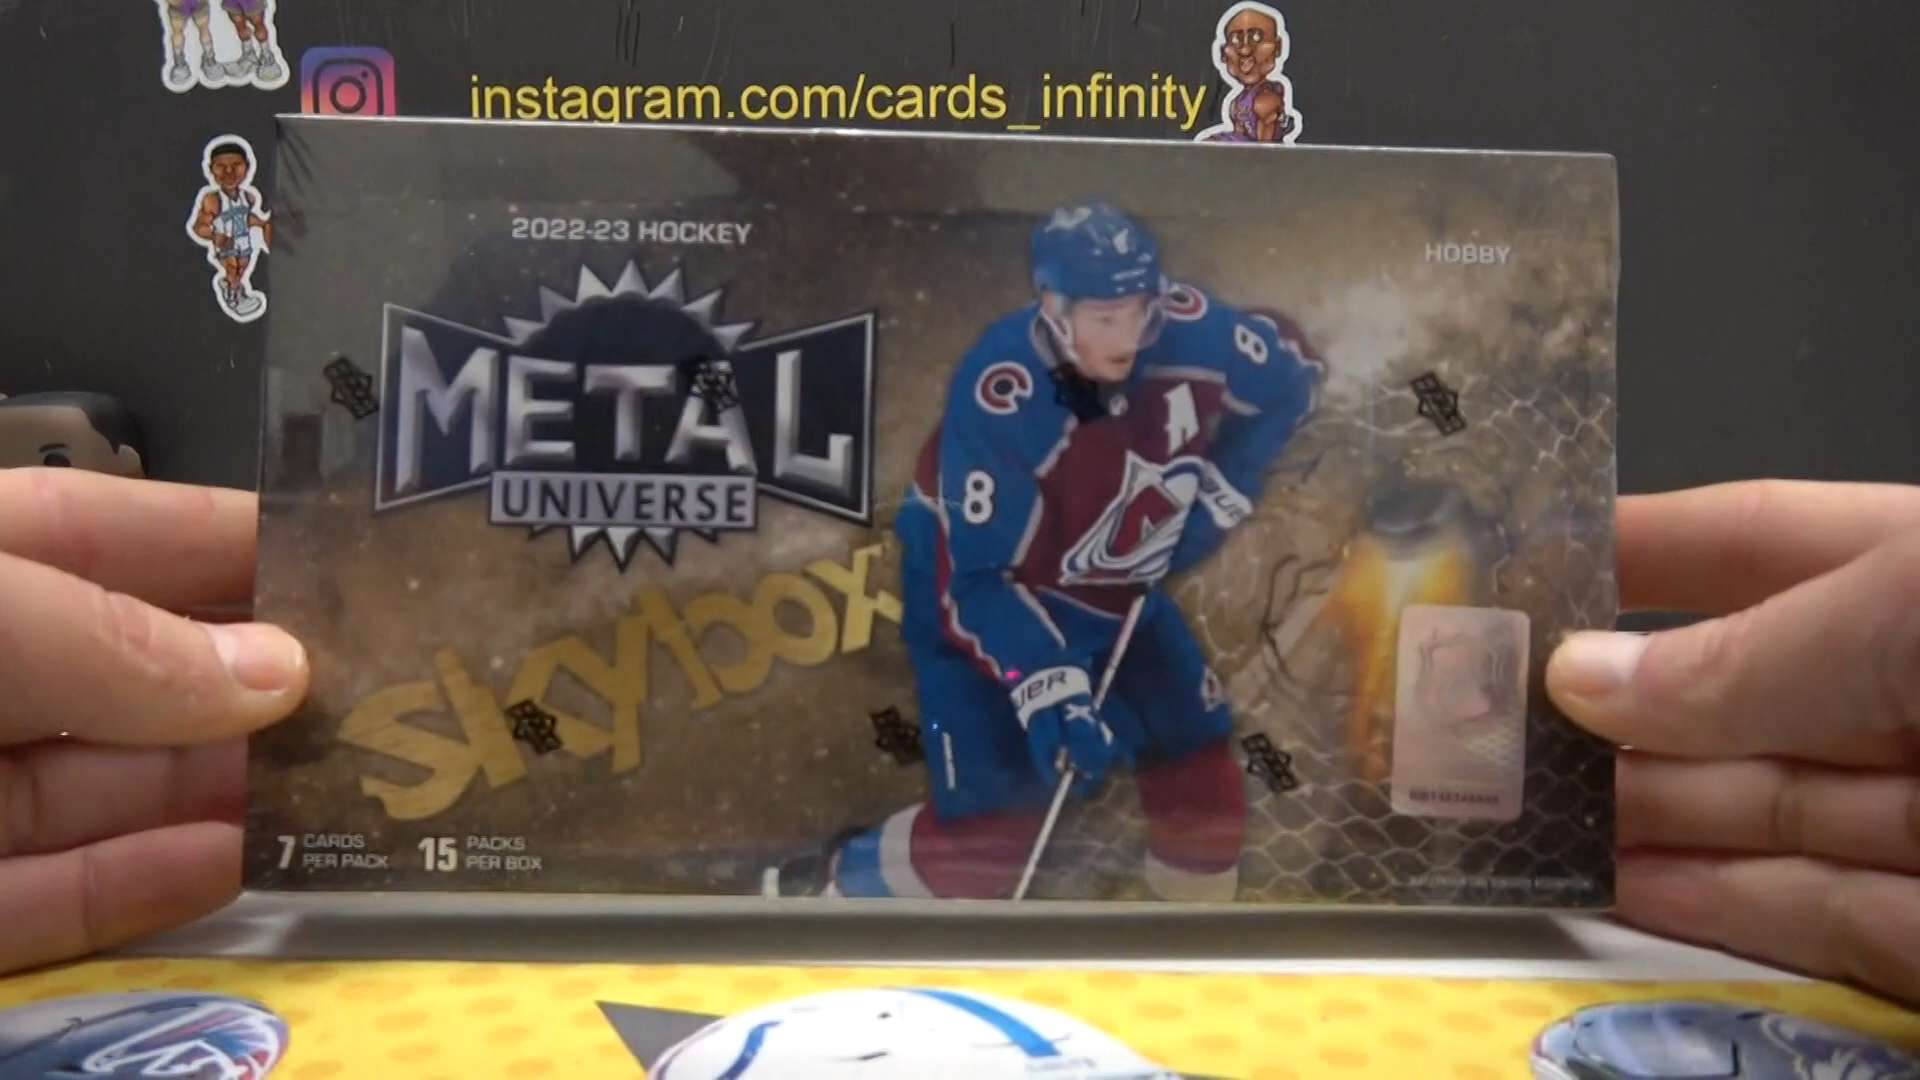 instagram.com/cards_infinity
2022-23 HOCKEY
HOBBY
METAL
UNIVERSE
skybox
8
8
8
A
7 CARDS PER PACK
15 PACKS PER BOX